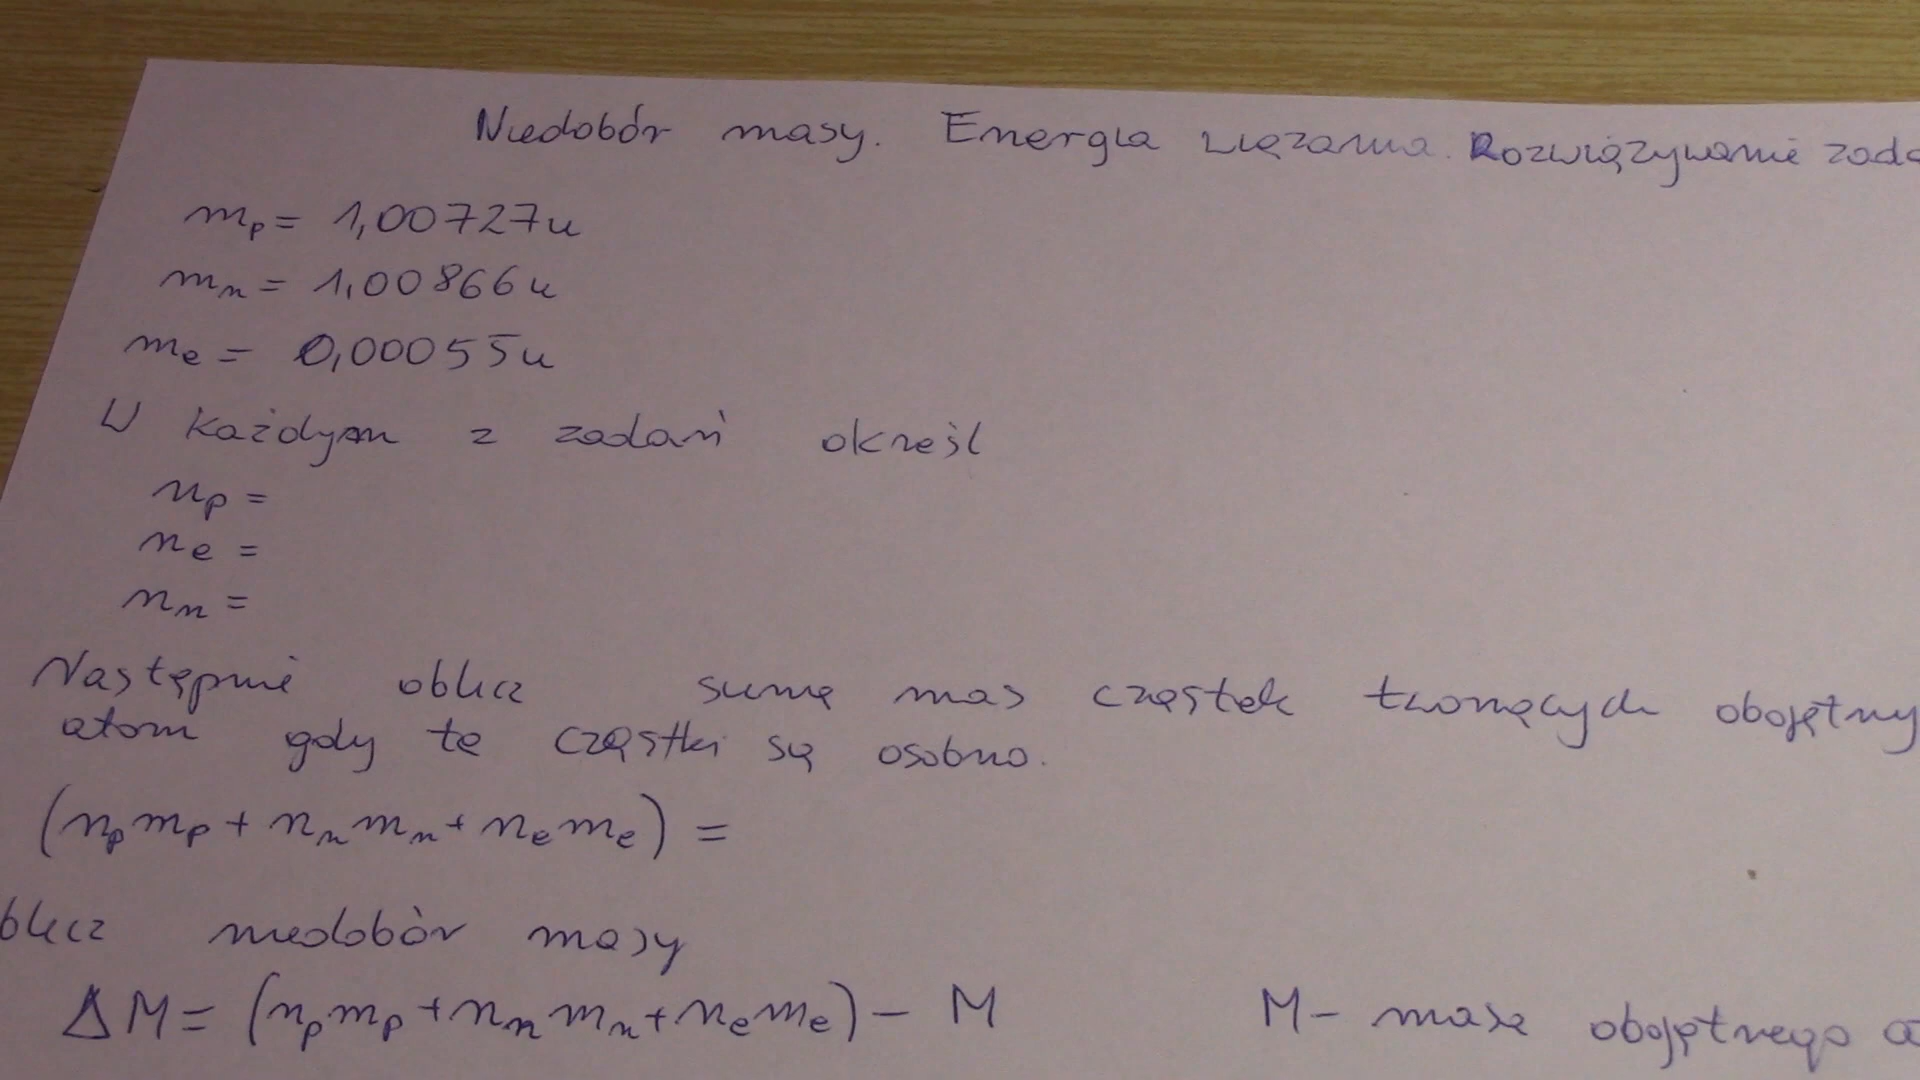 Niedobór masy. Energia wiązania. Rozwiązywanie zada
mp = 1,00727u
mn = 1,00866u
me = 0,00055u
W każdym z zadań określ
np =
ne =
nn =
Następnie oblicz sumę mas cząstek tworzących obojętny
atom gdy te cząstki są osobno.
(npmp + nnmn + neme) =
blicz niedobór masy
ΔM = (npmp + nnmn + neme) - M M - masa obojętnego a